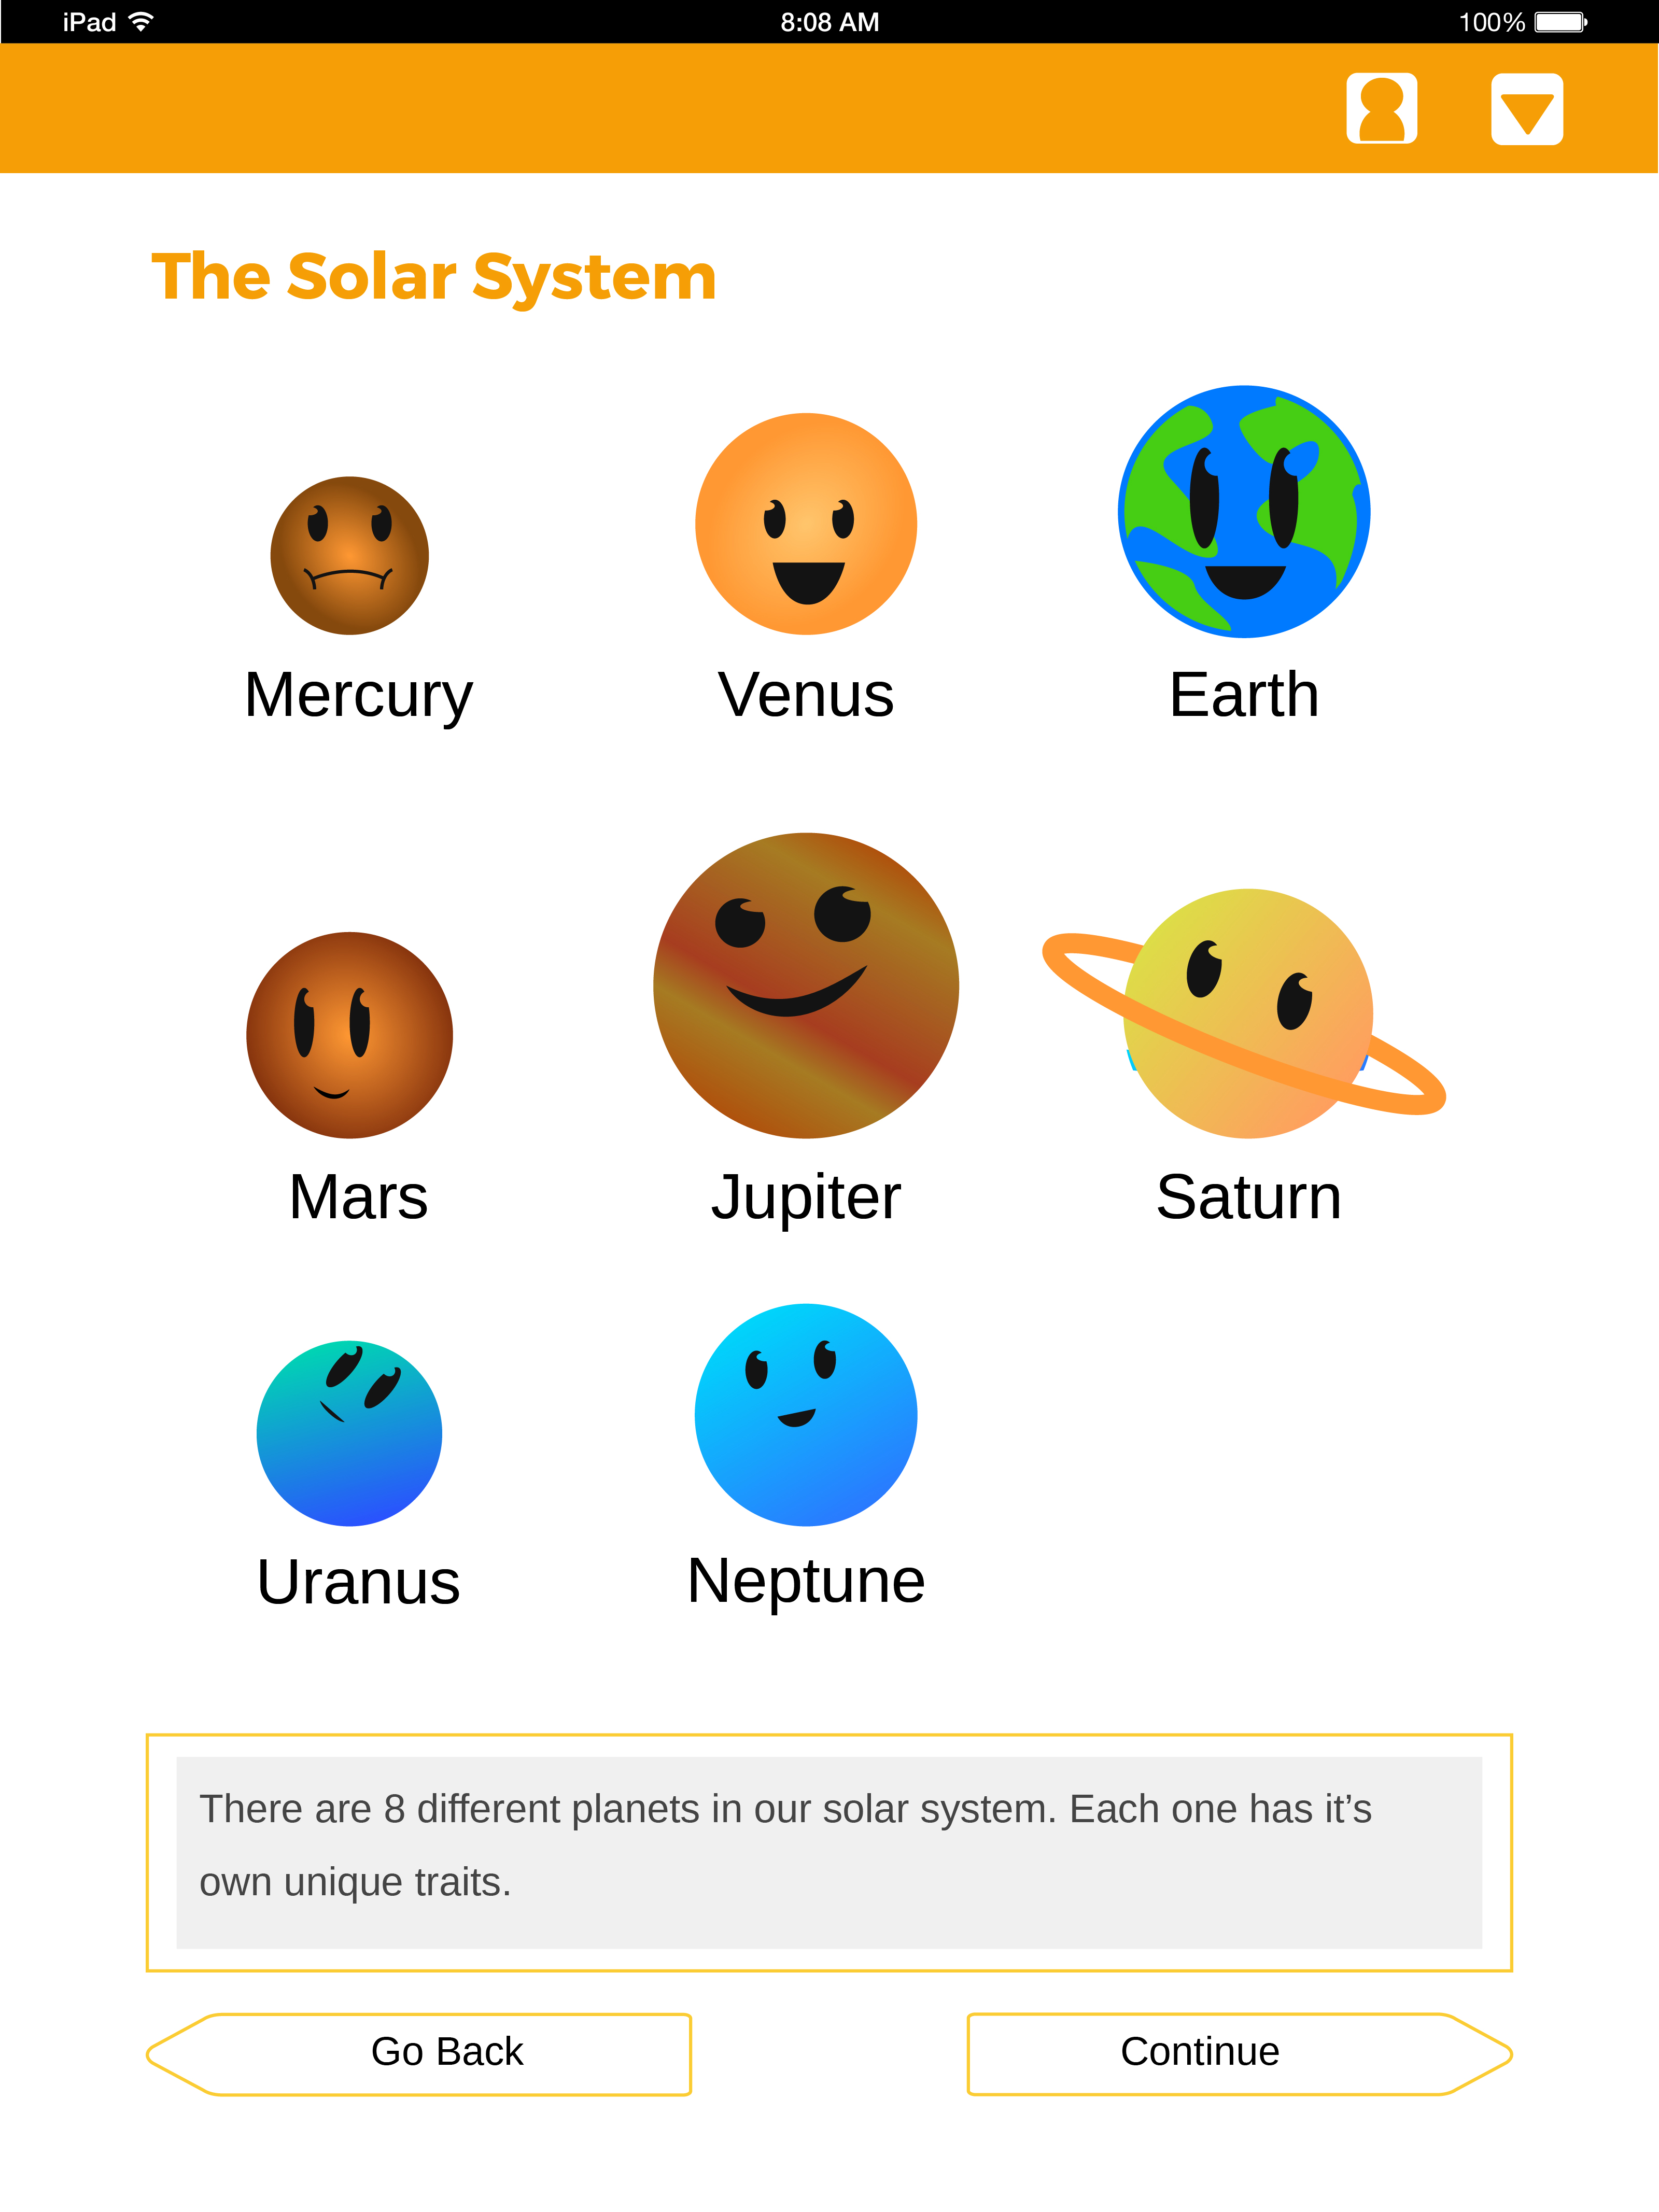 iPad 8:08 AM 100%
The Solar System
Mercury Venus Earth
Mars Jupiter Saturn
Uranus Neptune
There are 8 different planets in our solar system. Each one has it’s
own unique traits.
Go Back Continue